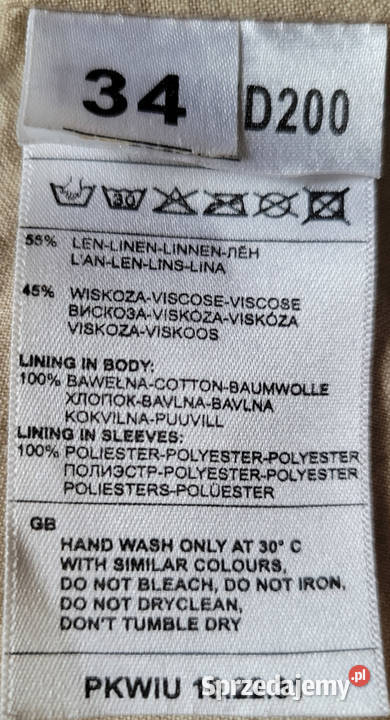 34
D200
30
55% LEN-LINEN-LINNEN-ЛЁН
L'AN-LEN-LINS-LINA
45% WISKOZA-VISCOSE-VISCOSE
ВИСКОЗА-VISKÓZA-VISKÓZA
VISKOZA-VISKOOS
LINING IN BODY:
100% BAWEŁNA-COTTON-BAUMWOLLE
ХЛОПОК-BAVLNA-BAVLNA
KOKVILNA-PUUVILL
LINING IN SLEEVES:
100% POLIESTER-POLYESTER-POLYESTER
ПОЛИЭСТР-POLYESTER-POLYESTER
POLIESTERS-POLÜESTER
GB
HAND WASH ONLY AT 30° C
WITH SIMILAR COLOURS,
DO NOT BLEACH, DO NOT IRON,
DO NOT DRYCLEAN,
DON'T TUMBLE DRY
PKWIU
Sprzedajemy.pl